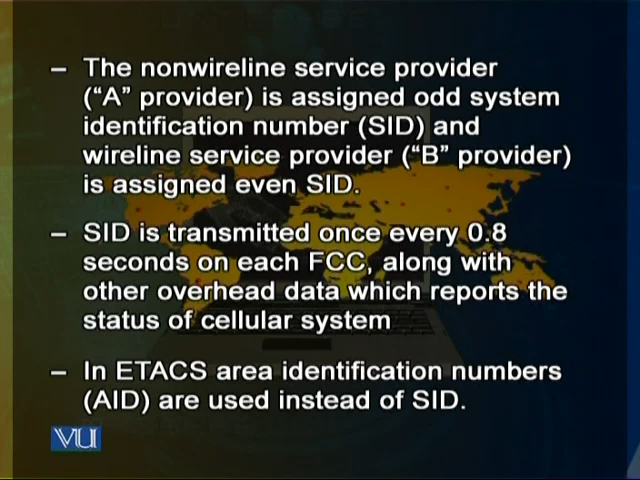 – The nonwireline service provider
("A" provider) is assigned odd system
identification number (SID) and
wireline service provider ("B" provider)
is assigned even SID.
– SID is transmitted once every 0.8
seconds on each FCC, along with
other overhead data which reports the
status of cellular system
– In ETACS area identification numbers
(AID) are used instead of SID.
VU